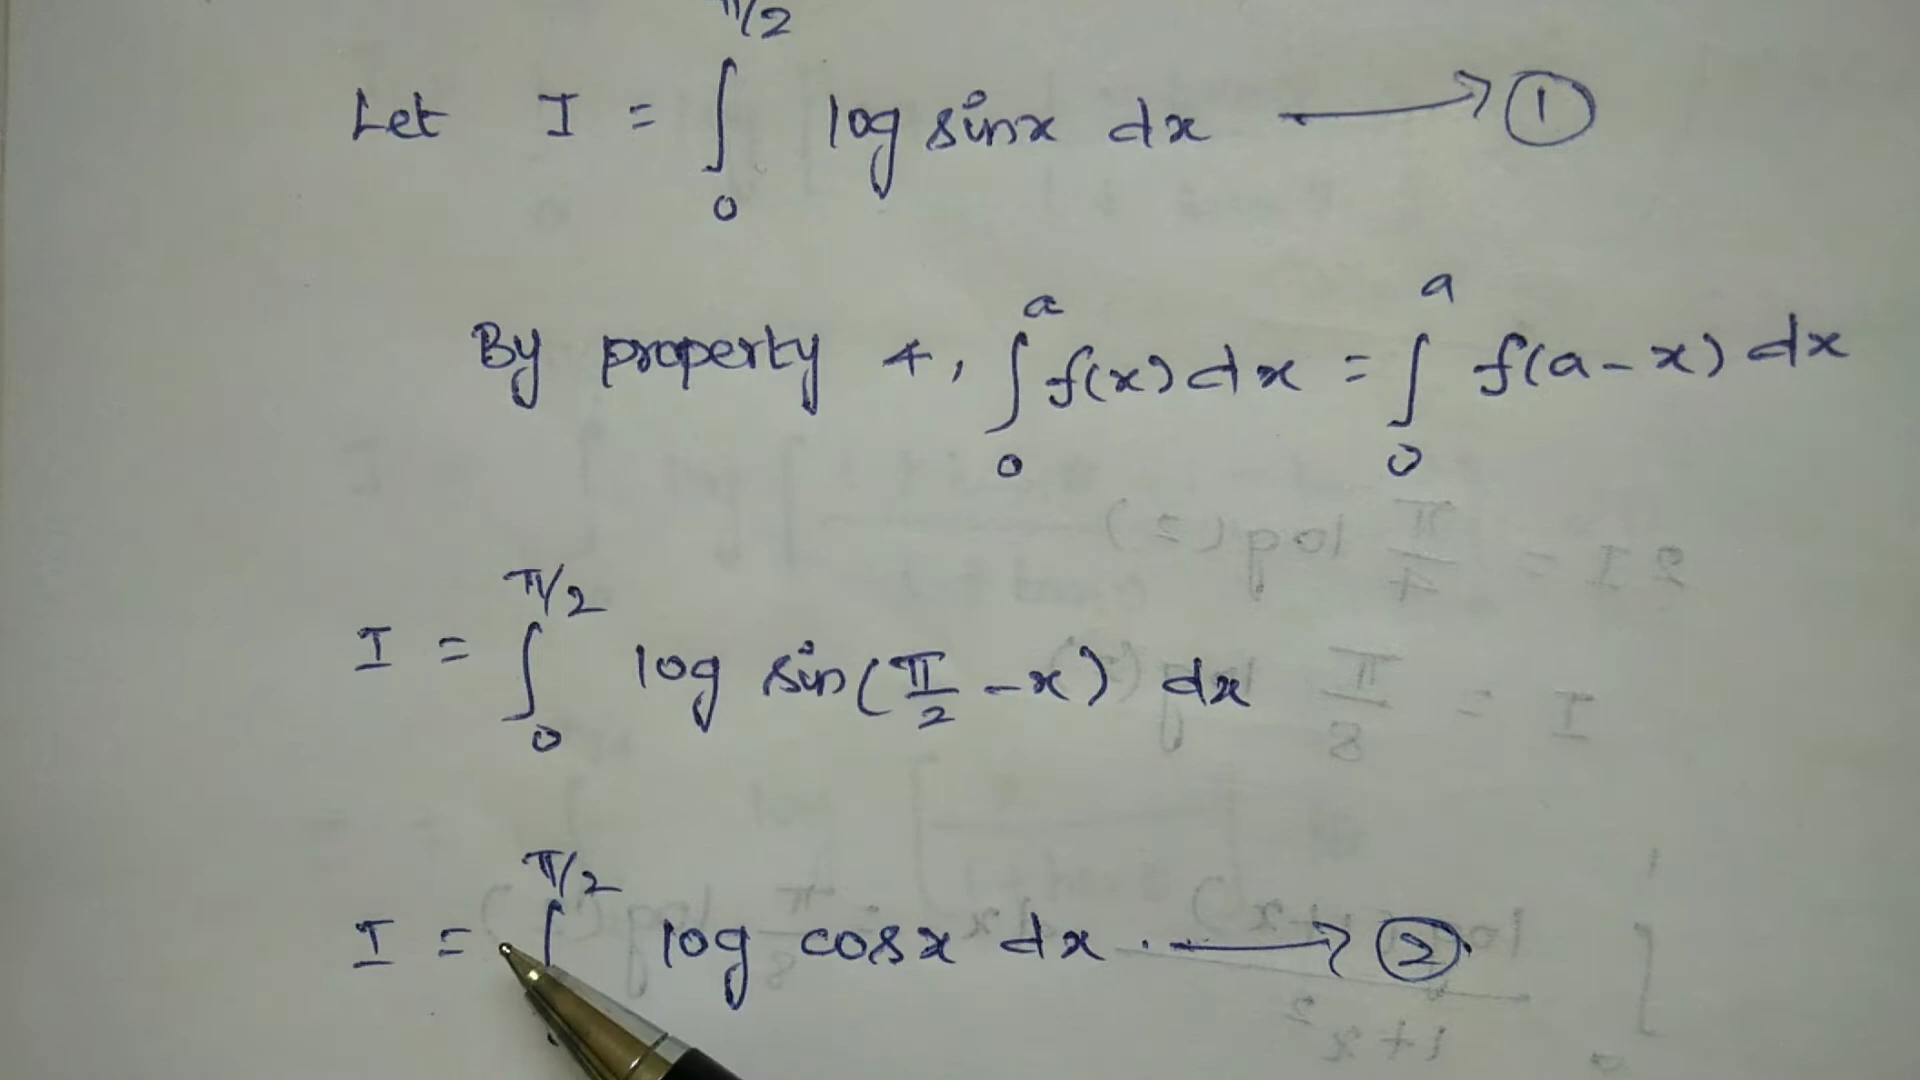 Let I = ∫₀^π/2 log sinx dx ⟶ ①
By property 4, ∫₀^a f(x) dx = ∫₀^a f(a-x) dx
I = ∫₀^π/2 log sin(π/2 - x) dx
I = ∫^π/2 log cosx dx. ⟶ ②.